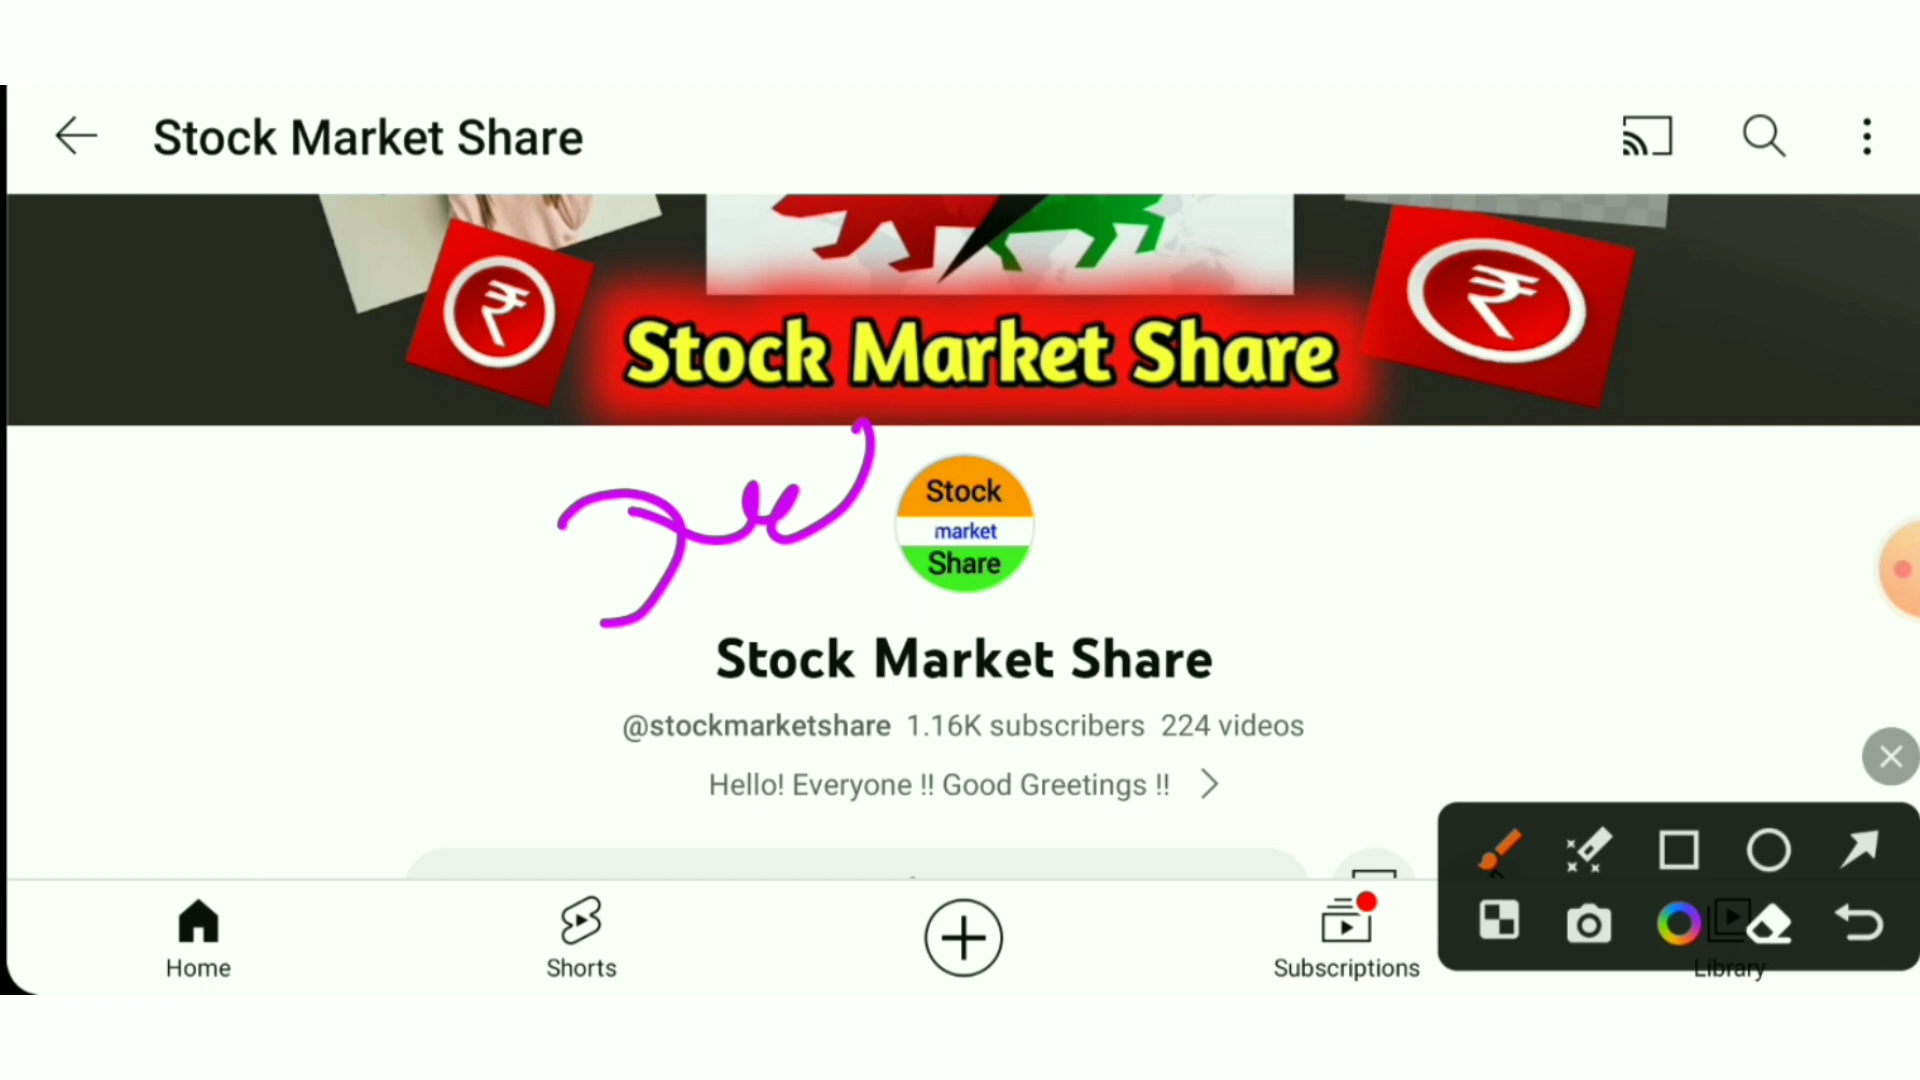 Stock Market Share
₹
₹
Stock Market Share
Stock
market
Share
Stock Market Share
@stockmarketshare 1.16K subscribers 224 videos
Hello! Everyone !! Good Greetings !!
Home
Shorts
Subscriptions
Library